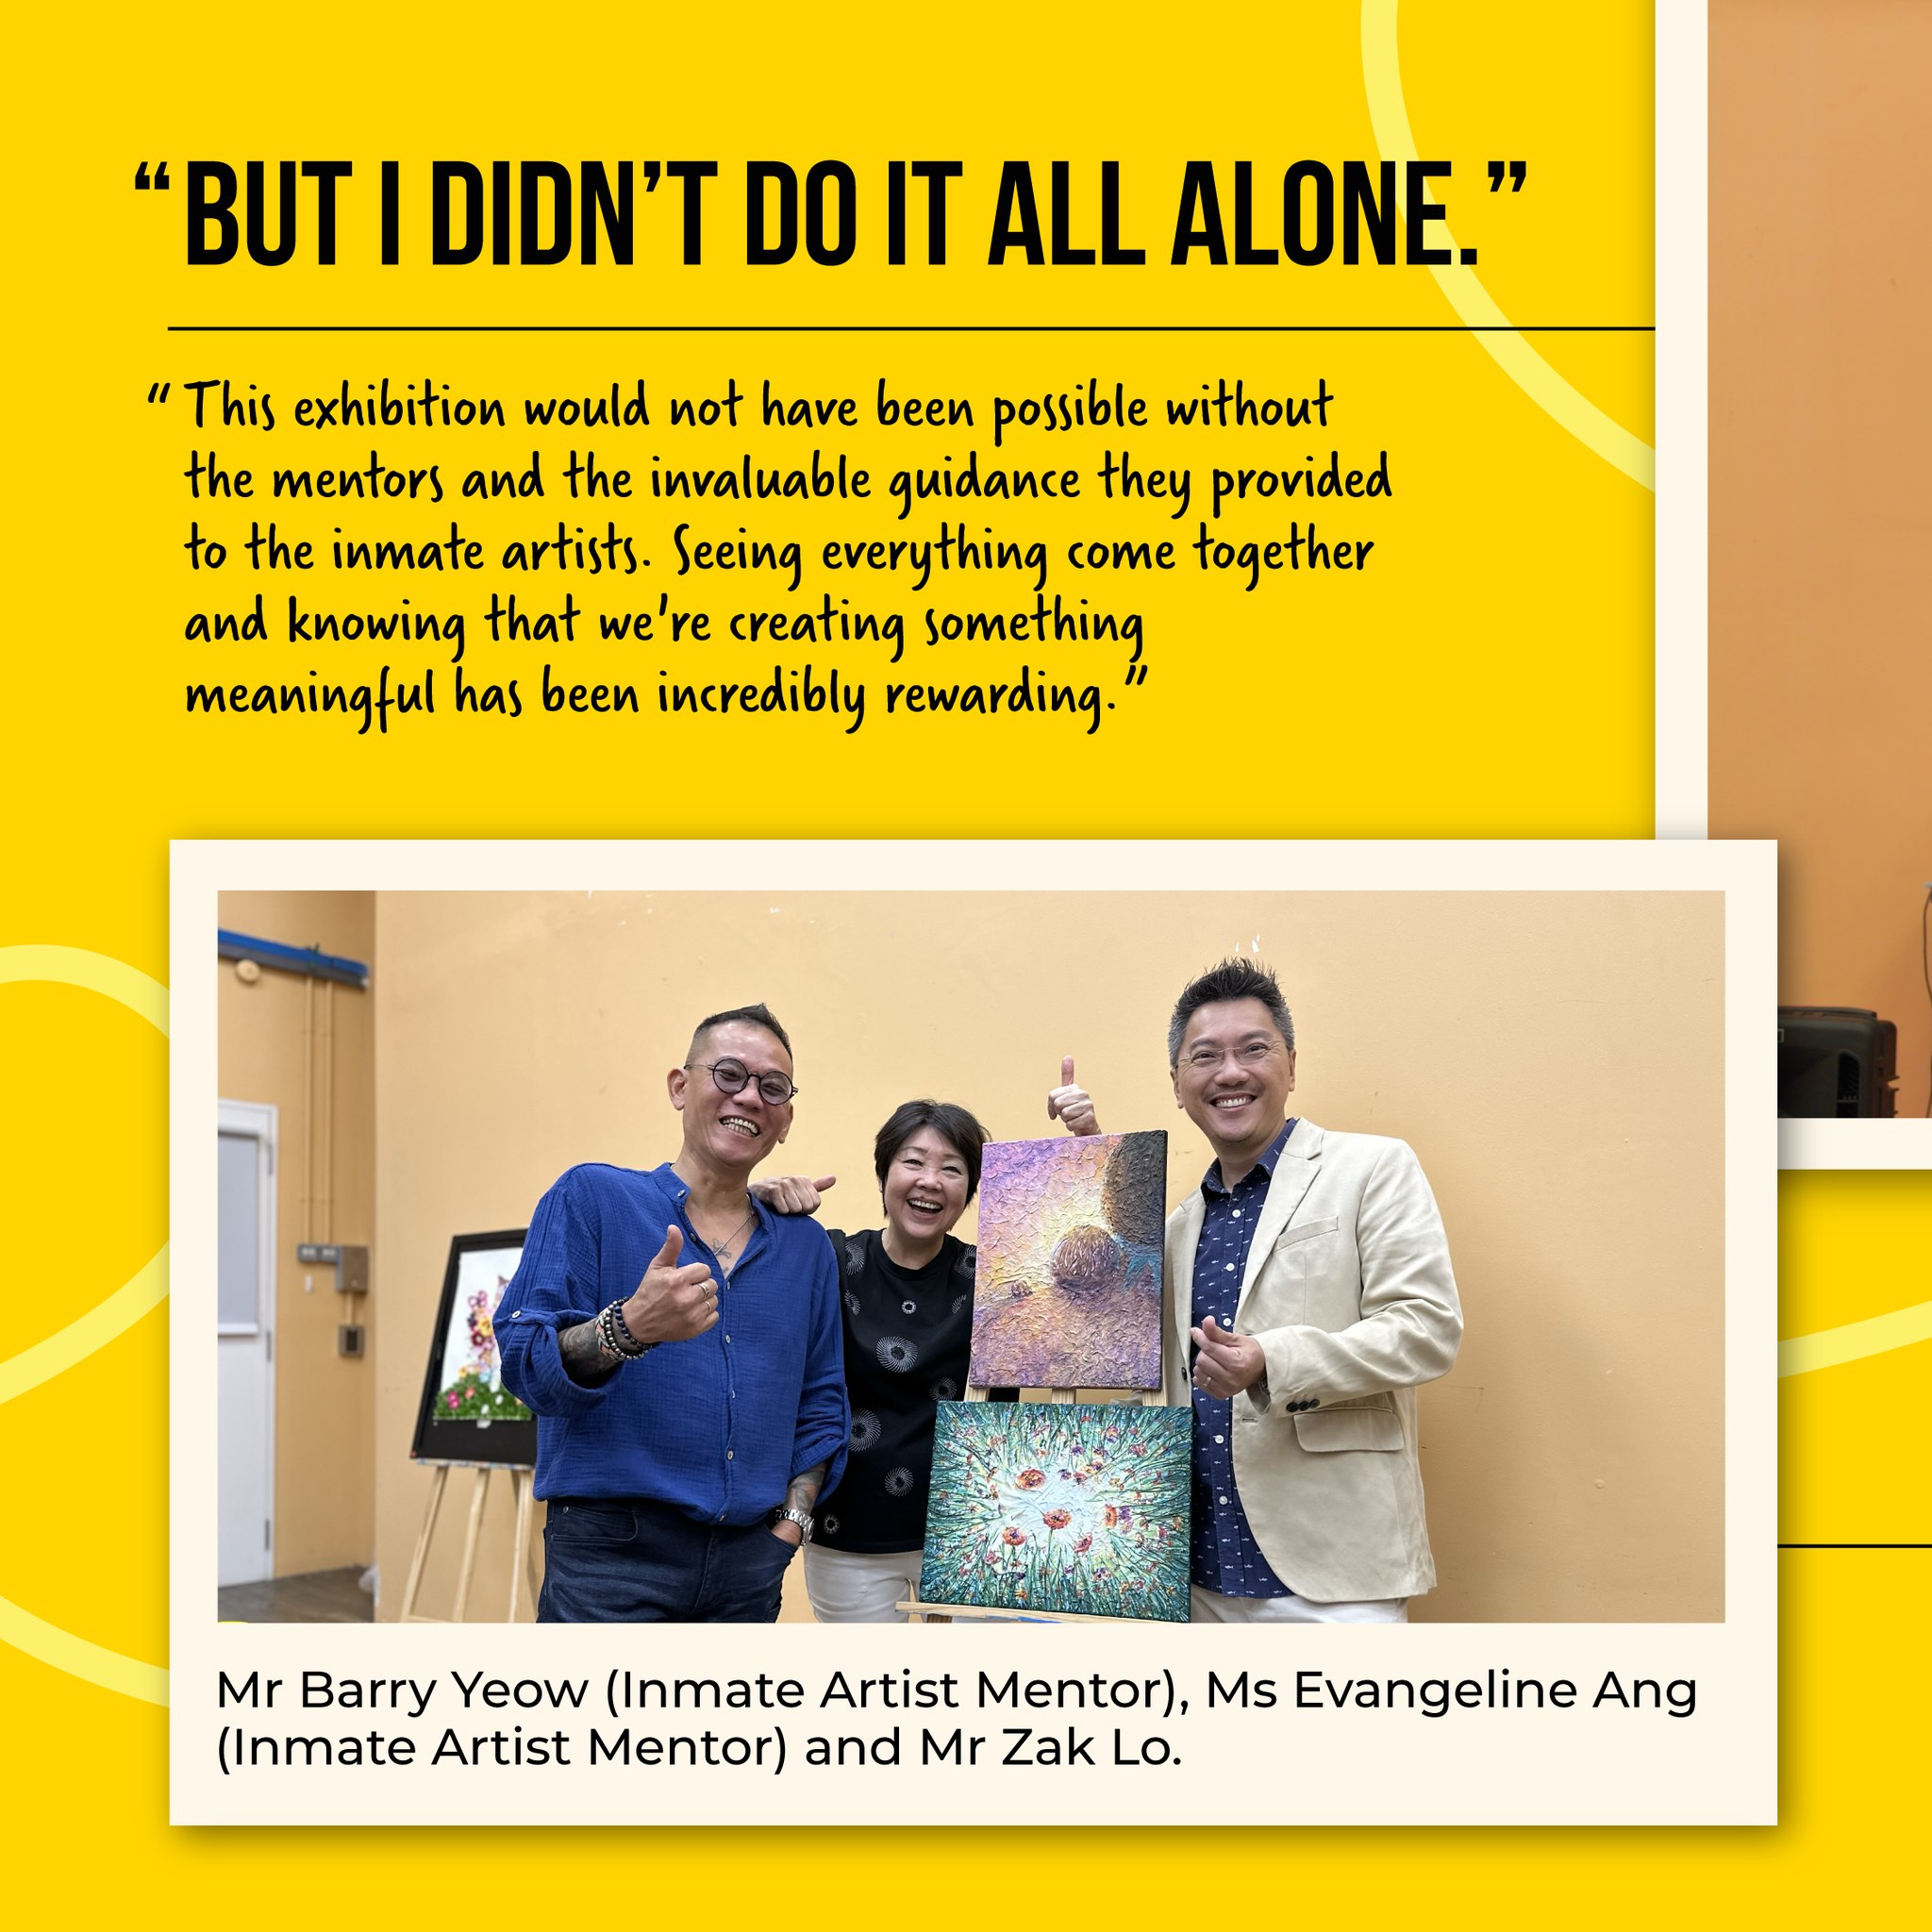 “BUT I DIDN’T DO IT ALL ALONE.”
“This exhibition would not have been possible without
the mentors and the invaluable guidance they provided
to the inmate artists. Seeing everything come together
and knowing that we’re creating something
meaningful has been incredibly rewarding.”
Mr Barry Yeow (Inmate Artist Mentor), Ms Evangeline Ang
(Inmate Artist Mentor) and Mr Zak Lo.